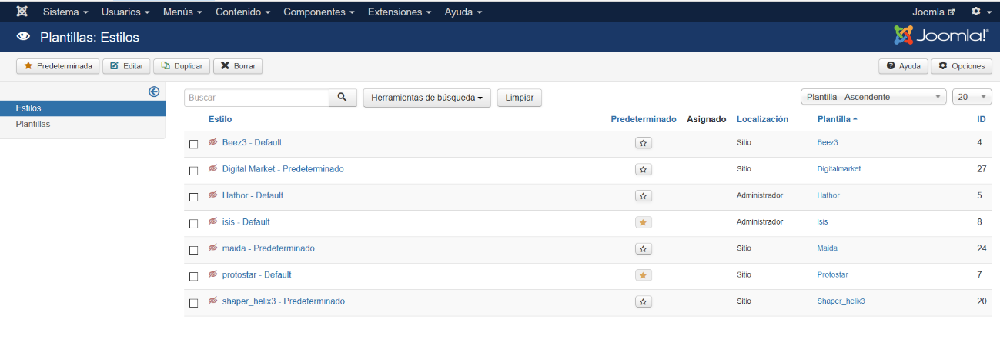 Sistema Usuarios Menús Contenido Componentes Extensiones Ayuda Joomla
Plantillas: Estilos Joomla!®
Predeterminada Editar Duplicar Borrar Ayuda Opciones
Estilos
Plantillas
Buscar Herramientas de búsqueda Limpiar Plantilla - Ascendente 20
Estilo Predeterminado Asignado Localización Plantilla ID
Beez3 - Default Sitio Beez3 4
Digital Market - Predeterminado Sitio Digitalmarket 27
Hathor - Default Administrador Hathor 5
isis - Default Administrador Isis 8
maida - Predeterminado Sitio Maida 24
protostar - Default Sitio Protostar 7
shaper_helix3 - Predeterminado Sitio Shaper_helix3 20